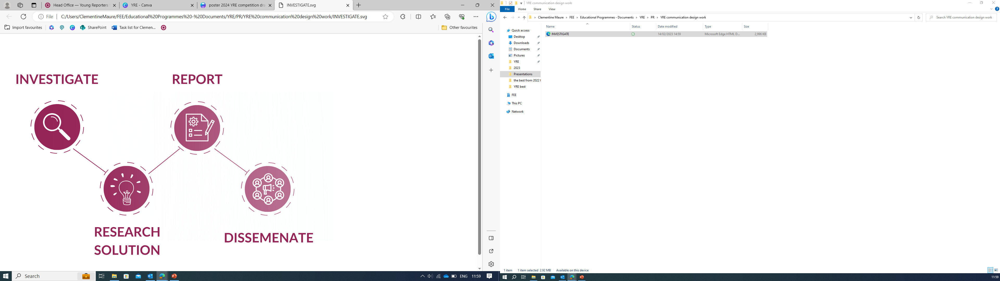 Head Office — Young Reporters
YRE - Canva
poster 2024 YRE competition dra
INVESTIGATE.svg
File
C:/Users/ClementineMaure/FEE/Educational%20Programmes%20-%20Documents/YRE/PR/YRE%20communication%20design%20work/INVESTIGATE.svg
Import favourites
SharePoint
Task list for Clemen...
Other favourites
INVESTIGATE
REPORT
RESEARCH
SOLUTION
DISSEMENATE
Search
ENG
11:59
YRE communication design work
File Home Share View
Clementine Maure › FEE › Educational Programmes - Documents › YRE › PR › YRE communication design work
Search YRE communication design work
Name Status Date modified Type Size
INVESTIGATE 14/02/2023 14:59 Microsoft Edge HTML D... 2,996 KB
Quick access
Desktop
Downloads
Documents
Pictures
YRE
2023
Presentations
the best from 2022 f
YRE best
FEE
This PC
Network
1 item 1 item selected 2.92 MB Available on this device
11:59